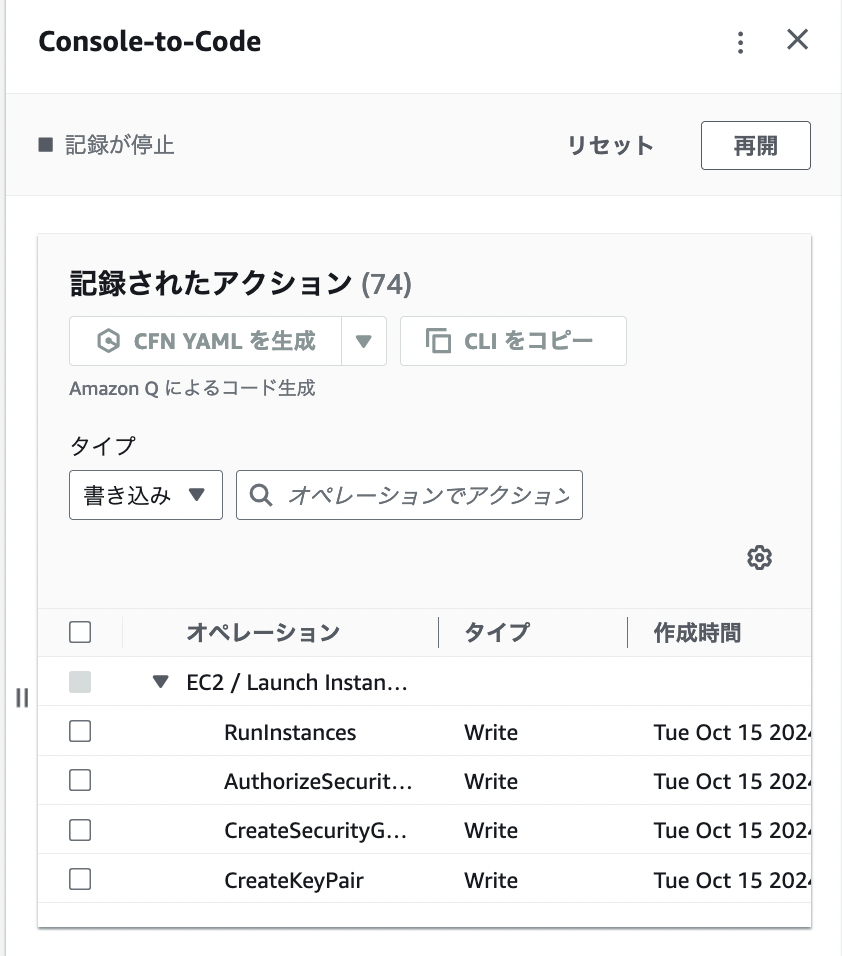 Console-to-Code
記録が停止 リセット 再開
記録されたアクション (74)
CFN YAML を生成 CLI をコピー
Amazon Q によるコード生成
タイプ
書き込み オペレーションでアクション
オペレーション タイプ 作成時間
EC2 / Launch Instan...
RunInstances Write Tue Oct 15 2024
AuthorizeSecurit... Write Tue Oct 15 2024
CreateSecurityG... Write Tue Oct 15 2024
CreateKeyPair Write Tue Oct 15 2024